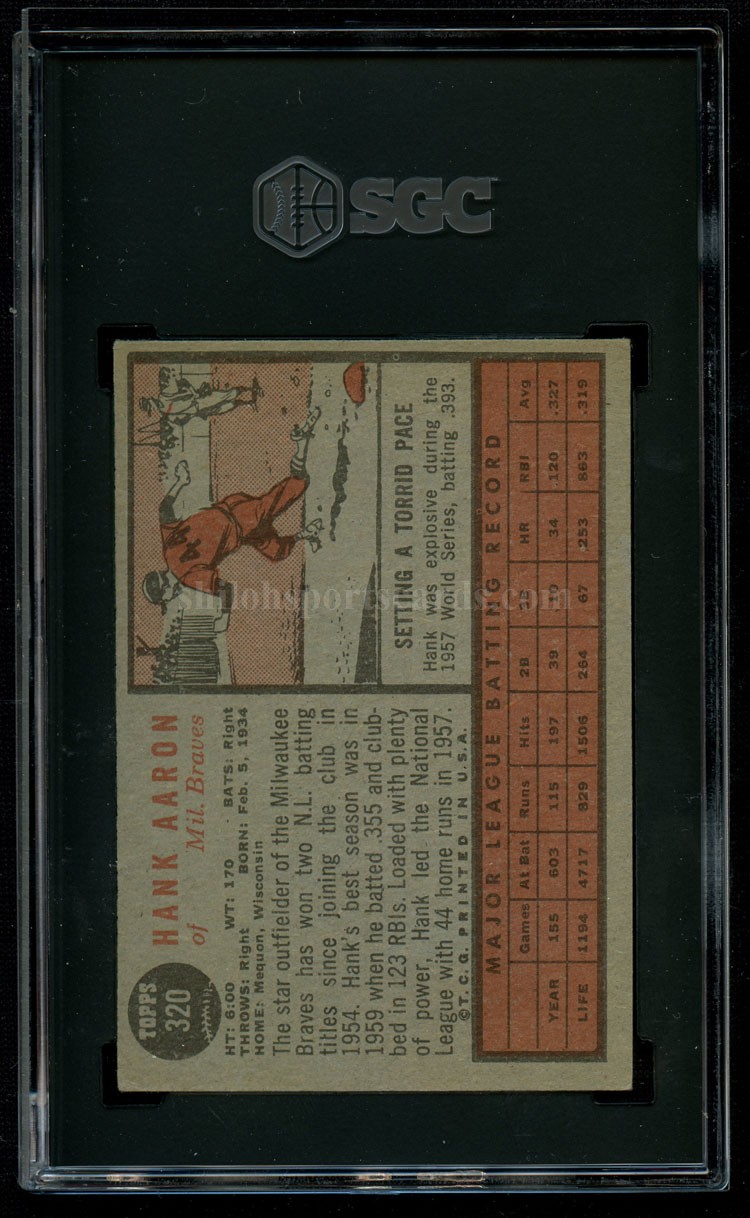 SGC
TOPPS
320
HANK AARON
of Mil. Braves
HT: 6:00 WT: 170 · BATS: Right
THROWS: Right BORN: Feb. 5, 1934
HOME: Mequon, Wisconsin
The star outfielder of the Milwaukee
Braves has won two N.L. batting
titles since joining the club in
1954. Hank's best season was in
1959 when he batted .355 and club-
bed in 123 RBIs. Loaded with plenty
of power, Hank led the National
League with 44 home runs in 1957.
©T.C.G. PRINTED IN U.S.A.
44
SETTING A TORRID PACE
Hank was explosive during the
1957 World Series, batting .393.
MAJOR LEAGUE BATTING RECORD
Games At Bat Runs Hits 2B 3B HR RBI Avg
YEAR 155 603 115 197 39 10 34 120 .327
LIFE 1194 4717 829 1506 264 67 253 863 .319
shilohsportscards.com